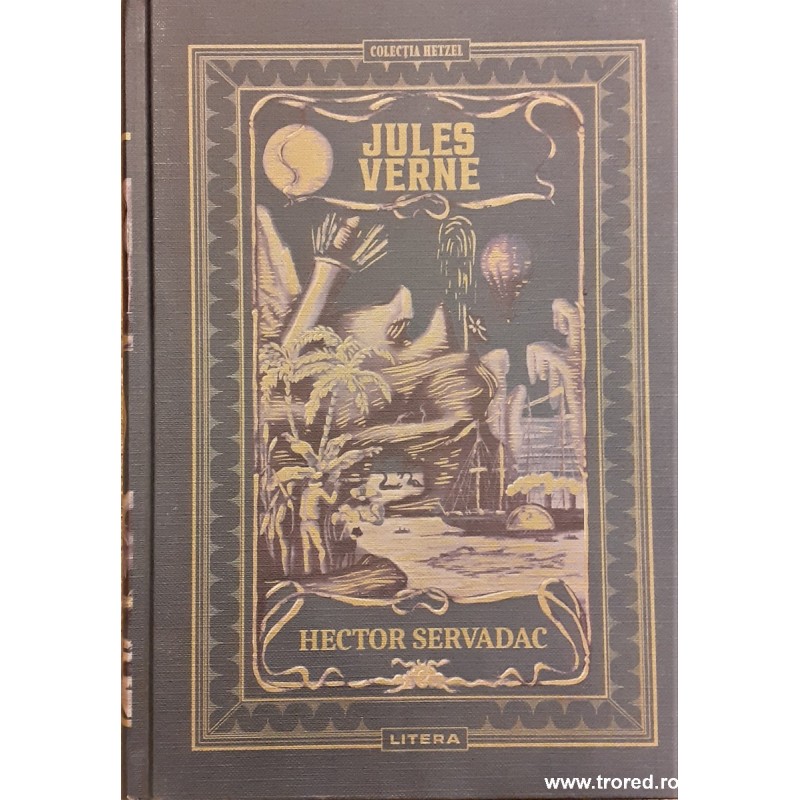 COLECȚIA HETZEL
JULES
VERNE
HECTOR SERVADAC
LITERA
www.trored.ro